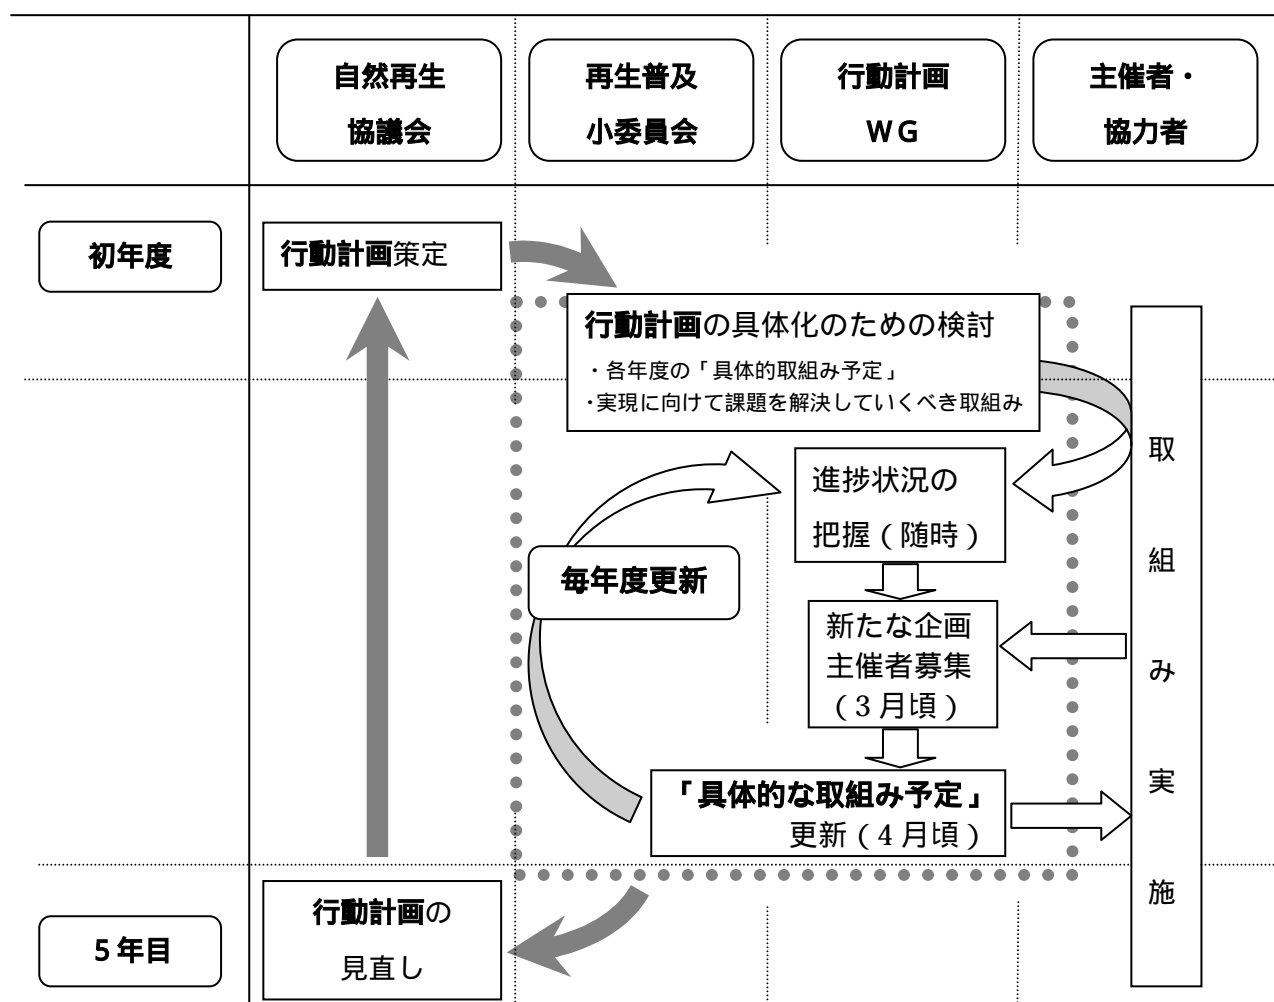 自然再生
協議会
再生普及
小委員会
行動計画
ＷＧ
主催者・
協力者
初年度
行動計画策定
行動計画の具体化のための検討
・各年度の「具体的取組み予定」
・実現に向けて課題を解決していくべき取組み
進捗状況の
把握（随時）
毎年度更新
新たな企画
主催者募集
（３月頃）
「具体的な取組み予定」
更新（４月頃）
取組み実施
５年目
行動計画の
見直し